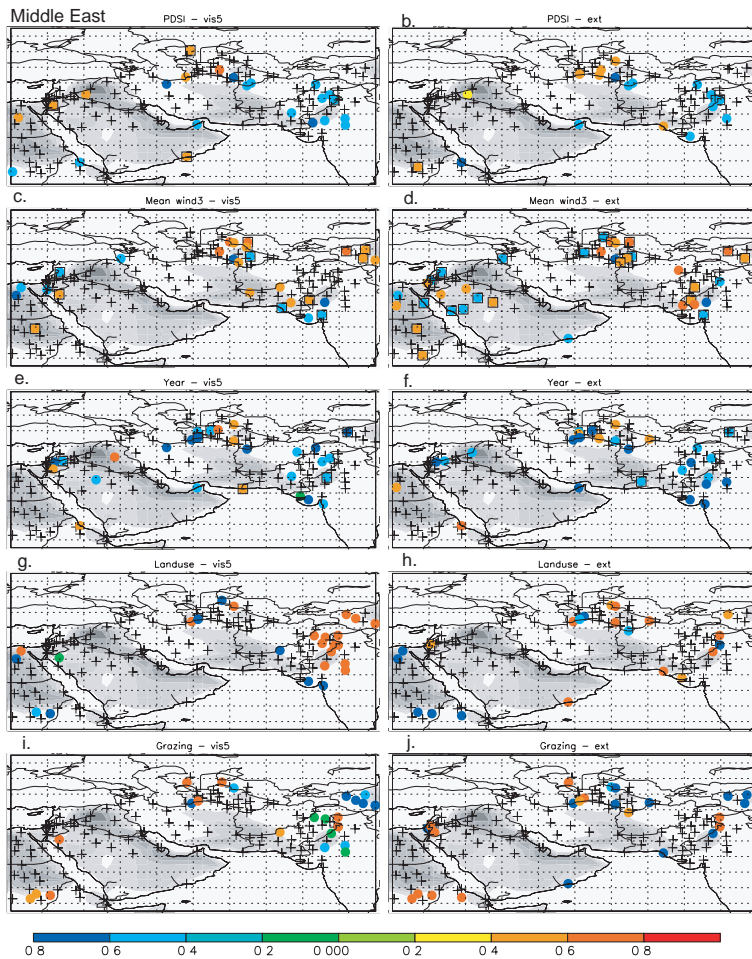 Middle East
PDSI – vis5
b. PDSI – ext
c. Mean wind3 – vis5
d. Mean wind3 – ext
e. Year – vis5
f. Year – ext
g. Landuse – vis5
h. Landuse – ext
i. Grazing – vis5
j. Grazing – ext
0 8 0 6 0 4 0 2 0 000 0 2 0 4 0 6 0 8